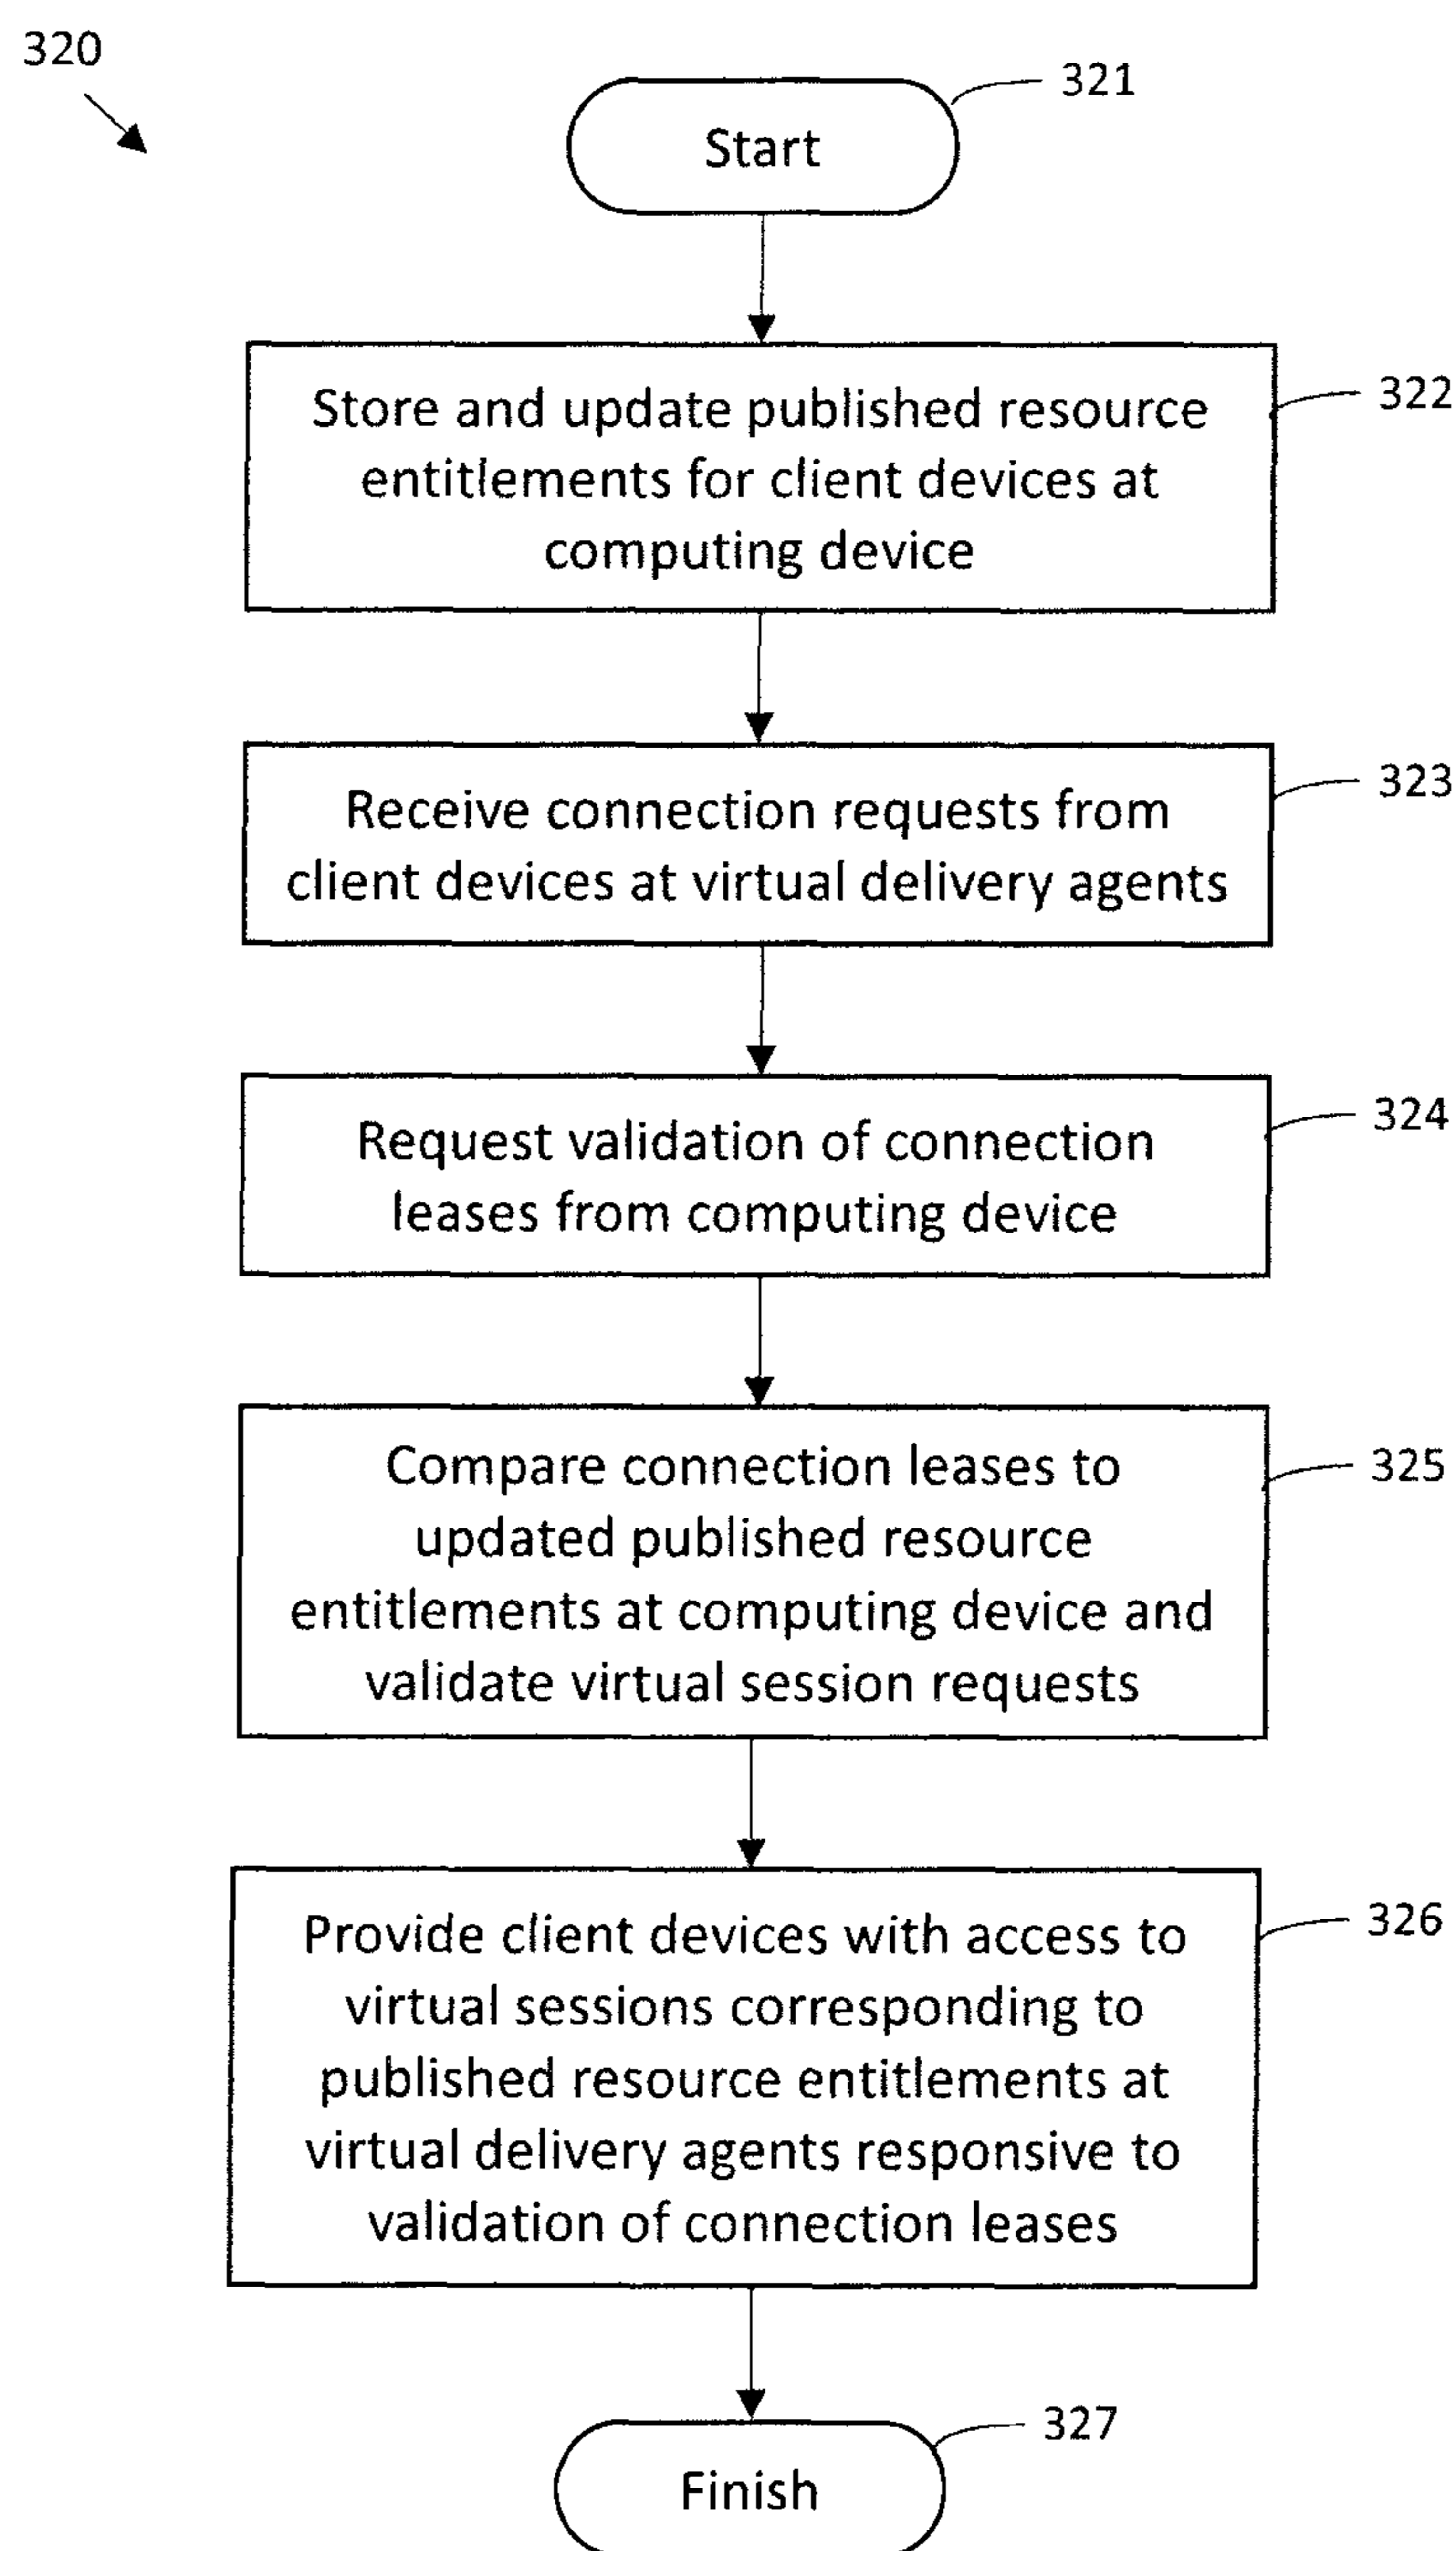 320
321
Start
Store and update published resource
322
entitlements for client devices at
computing device
323
Receive connection requests from
client devices at virtual delivery agents
324
Request validation of connection
leases from computing device
Compare connection leases to
325
updated published resource
entitlements at computing device and
validate virtual session requests
326
Provide client devices with access to
virtual sessions corresponding to
published resource entitlements at
virtual delivery agents responsive to
validation of connection leases
327
Finish